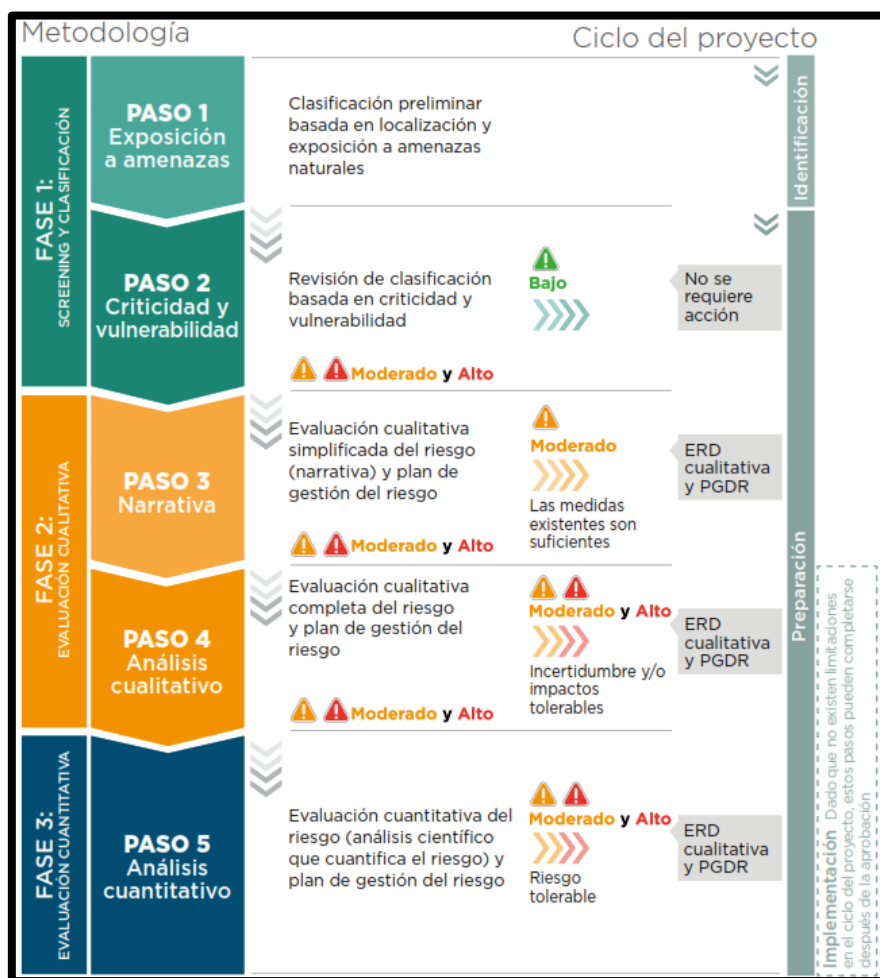 Metodología
Ciclo del proyecto
FASE 1:
SCREENING Y CLASIFICACIÓN
PASO 1
Exposición
a amenazas
Clasificación preliminar
basada en localización y
exposición a amenazas
naturales
Identificación
PASO 2
Criticidad y
vulnerabilidad
Revisión de clasificación
basada en criticidad y
vulnerabilidad
Bajo
No se
requiere
acción
Moderado y Alto
FASE 2:
EVALUACIÓN CUALITATIVA
PASO 3
Narrativa
Evaluación cualitativa
simplificada del riesgo
(narrativa) y plan de
gestión del riesgo
Moderado
Las medidas
existentes son
suficientes
ERD
cualitativa
y PGDR
Moderado y Alto
PASO 4
Análisis
cualitativo
Evaluación cualitativa
completa del riesgo
y plan de gestión del
riesgo
Moderado y Alto
Incertidumbre y/o
impactos
tolerables
ERD
cualitativa
y PGDR
Moderado y Alto
FASE 3:
EVALUACIÓN CUANTITATIVA
PASO 5
Análisis
cuantitativo
Evaluación cuantitativa del
riesgo (análisis científico
que cuantifica el riesgo) y
plan de gestión del riesgo
Moderado y Alto
Riesgo
tolerable
ERD
cualitativa
y PGDR
Preparación
Implementación Dado que no existen limitaciones
en el ciclo del proyecto, estos pasos pueden completarse
después de la aprobación